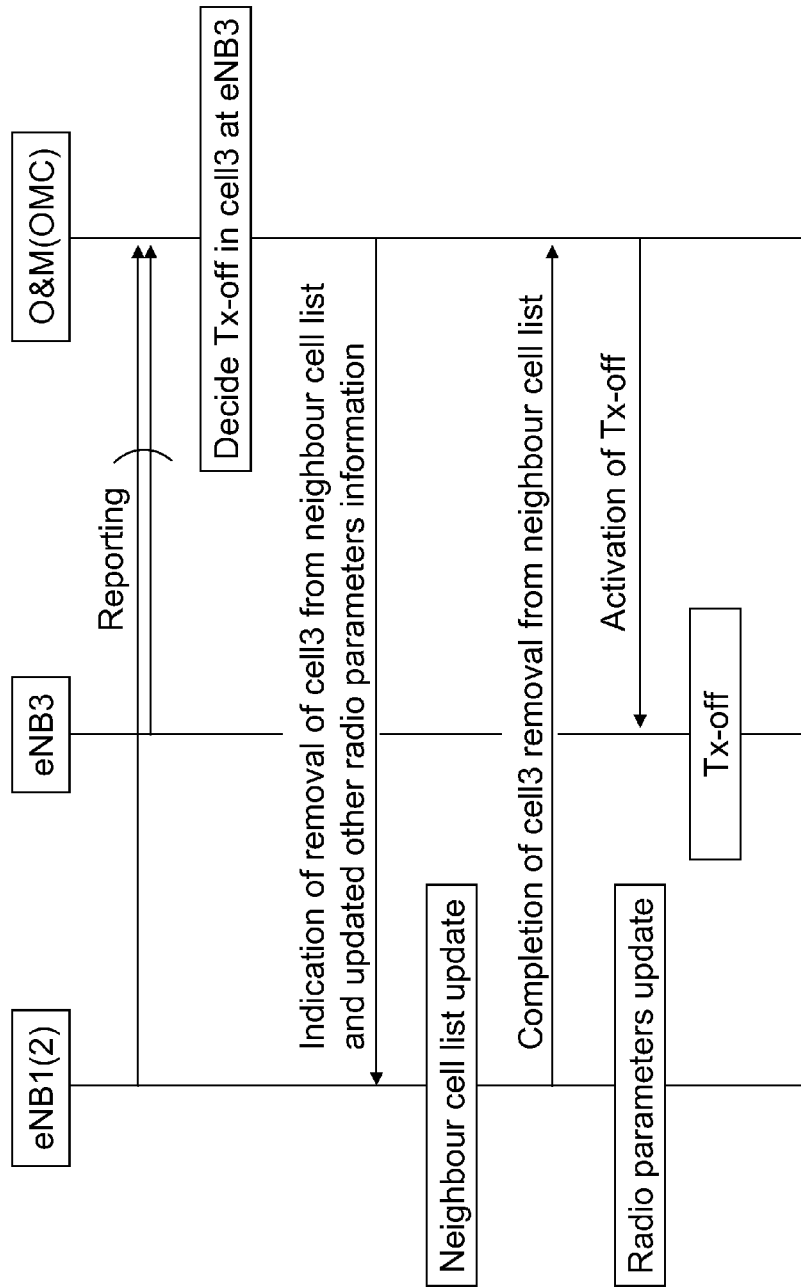 eNB1(2)
eNB3
O&M(OMC)
Reporting
Decide Tx-off in cell3 at eNB3
Indication of removal of cell3 from neighbour cell list
and updated other radio parameters information
Neighbour cell list update
Completion of cell3 removal from neighbour cell list
Radio parameters update
Activation of Tx-off
Tx-off